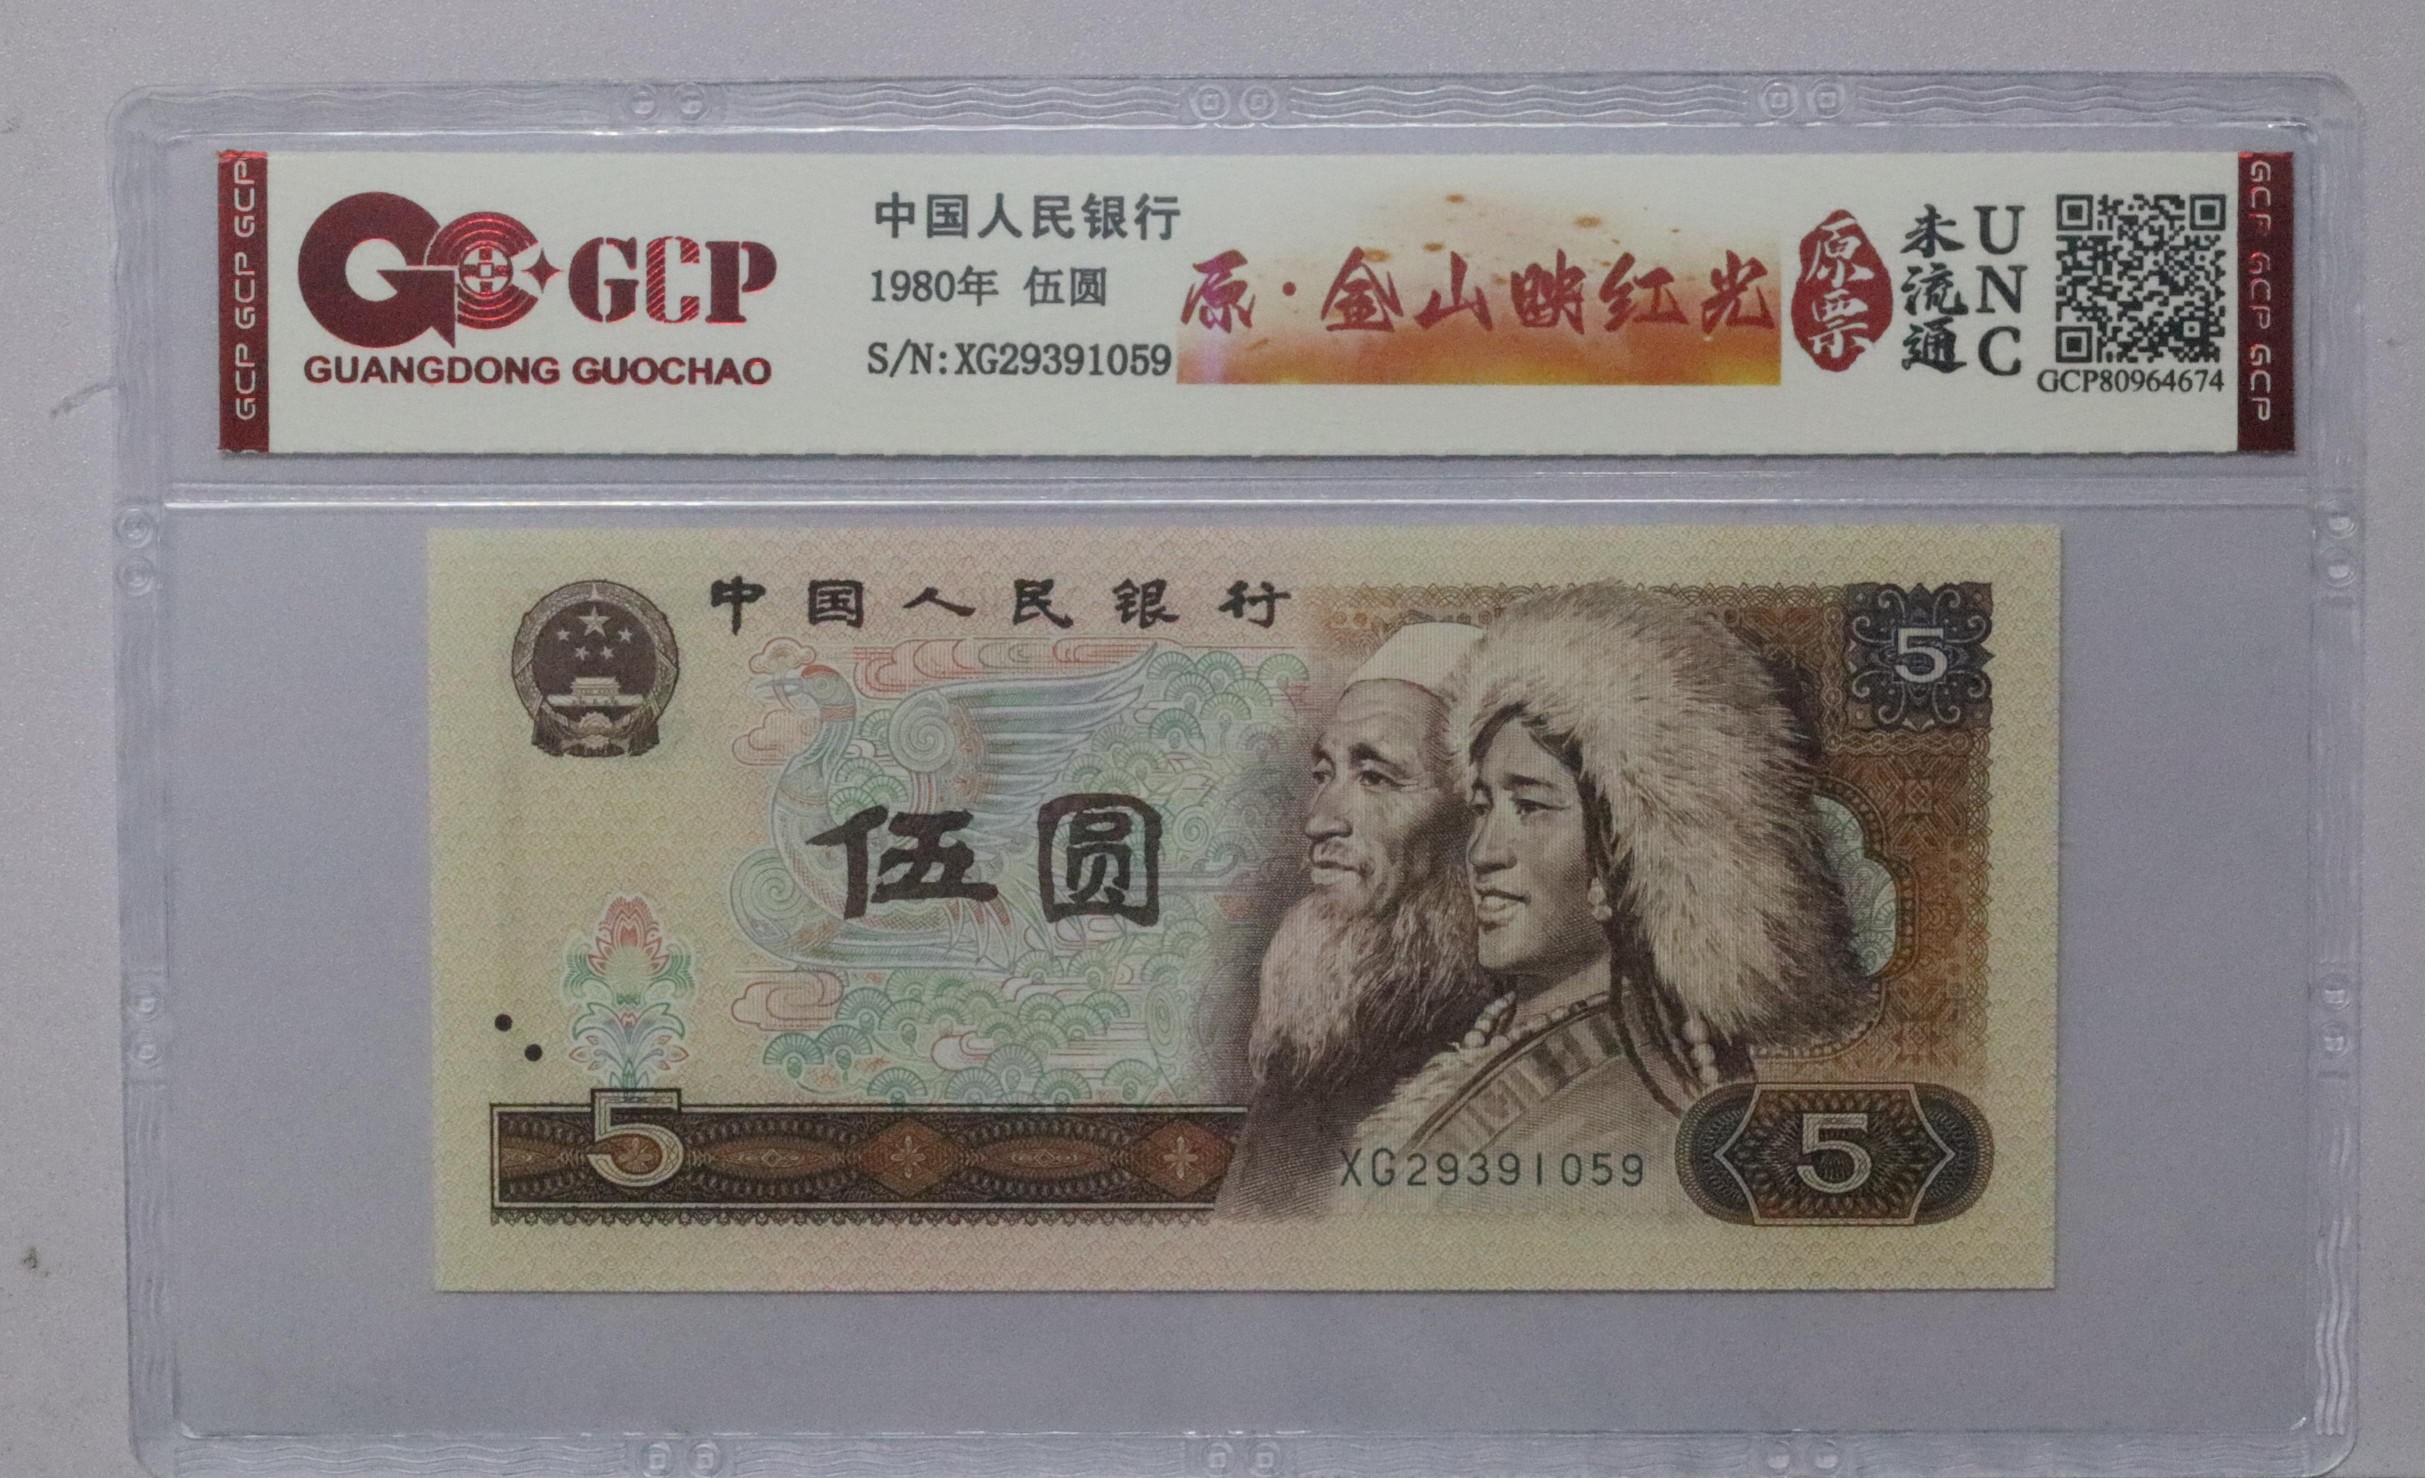 GCP GCP GCP
GCP
GUANGDONG GUOCHAO
中国人民银行
1980年 伍圆
S/N:XG29391059
原·金山映红光
原票
未流通
UNC
GCP80964674
GCP GCP GCP
中国人民银行
5
伍圆
5
XG29391059
5